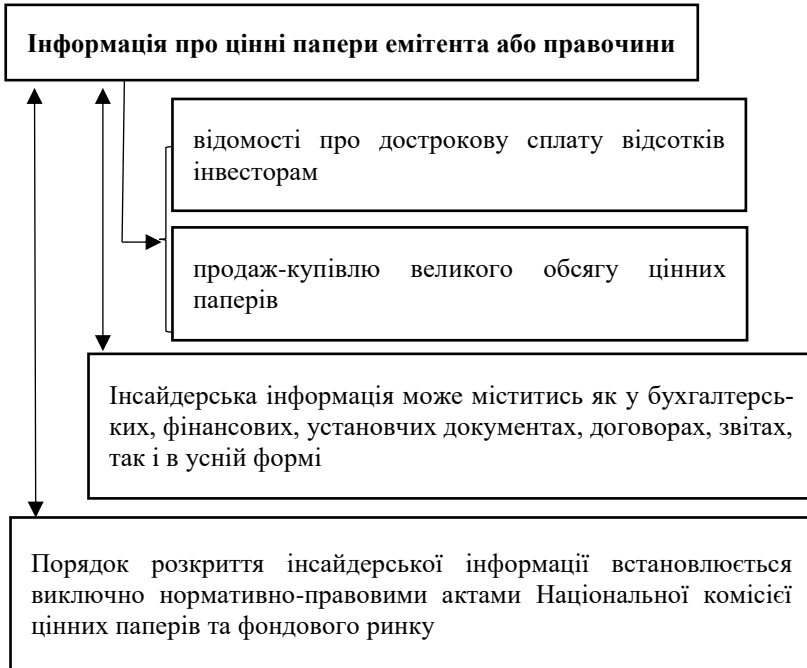 Інформація про цінні папери емітента або правочини
відомості про дострокову сплату відсотків
інвесторам
продаж-купівлю великого обсягу цінних
паперів
Інсайдерська інформація може міститись як у бухгалтерсь-
ких, фінансових, установчих документах, договорах, звітах,
так і в усній формі
Порядок розкриття інсайдерської інформації встановлюється
виключно нормативно-правовими актами Національної комісієї
цінних паперів та фондового ринку